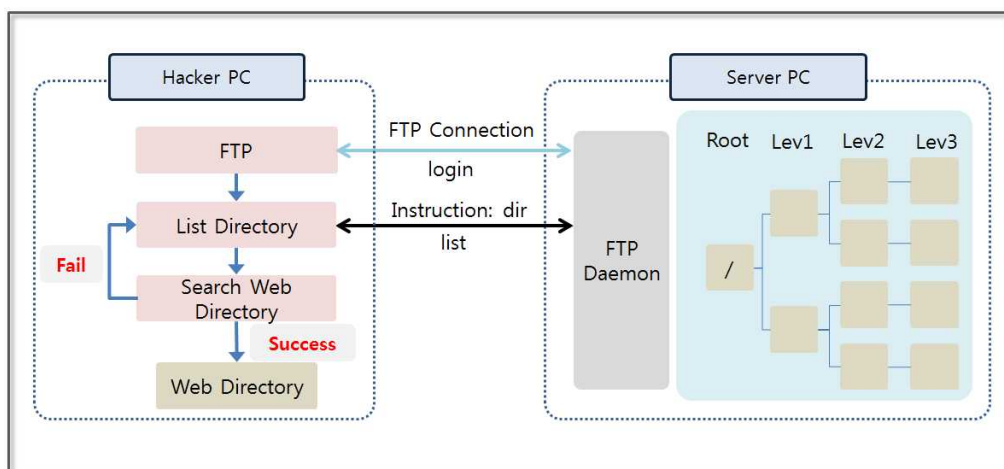 Hacker PC
Server PC
FTP Connection
login
FTP
List Directory
Instruction: dir
list
Fail
Search Web
Directory
Success
Web Directory
FTP
Daemon
Root
Lev1
Lev2
Lev3
/